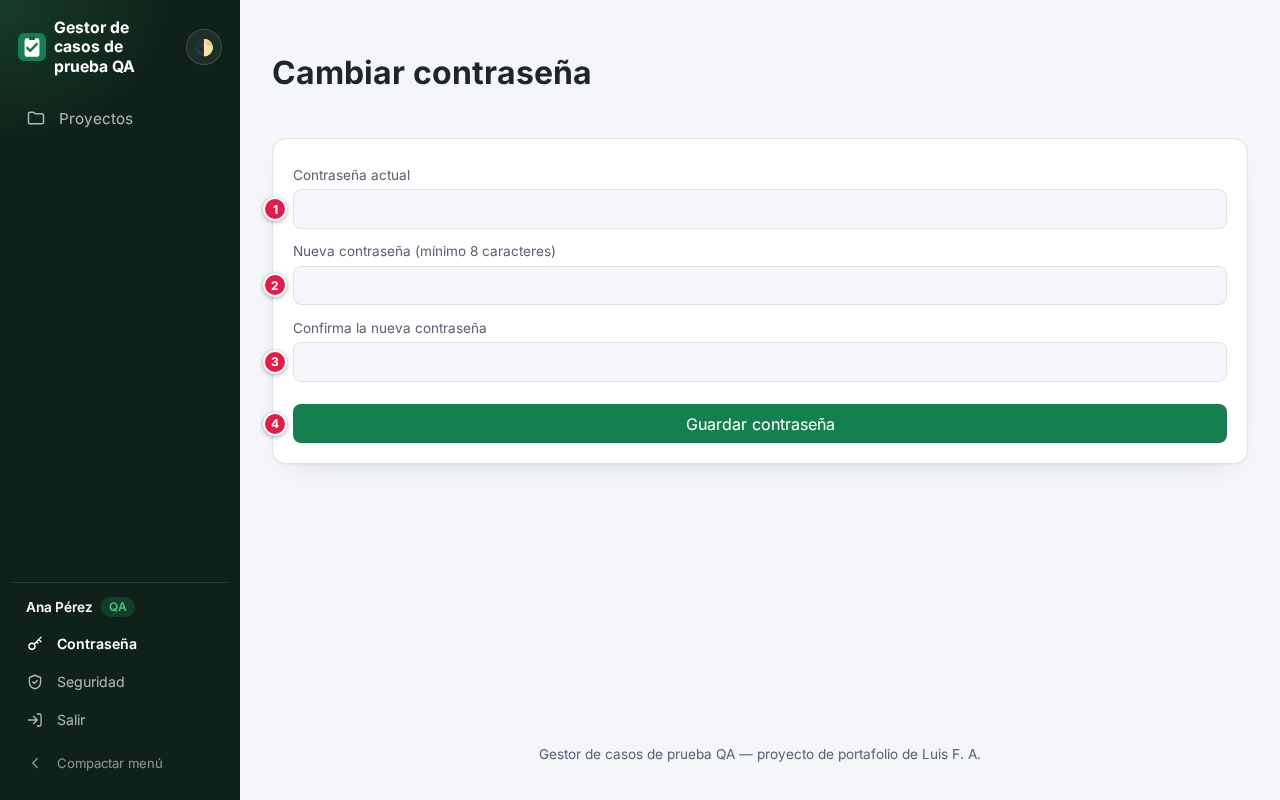 Gestor de
casos de
prueba QA
Proyectos
Cambiar contraseña
Contraseña actual
1
Nueva contraseña (mínimo 8 caracteres)
2
Confirma la nueva contraseña
3
4
Guardar contraseña
Ana Pérez QA
Contraseña
Seguridad
Salir
Compactar menú
Gestor de casos de prueba QA — proyecto de portafolio de Luis F. A.